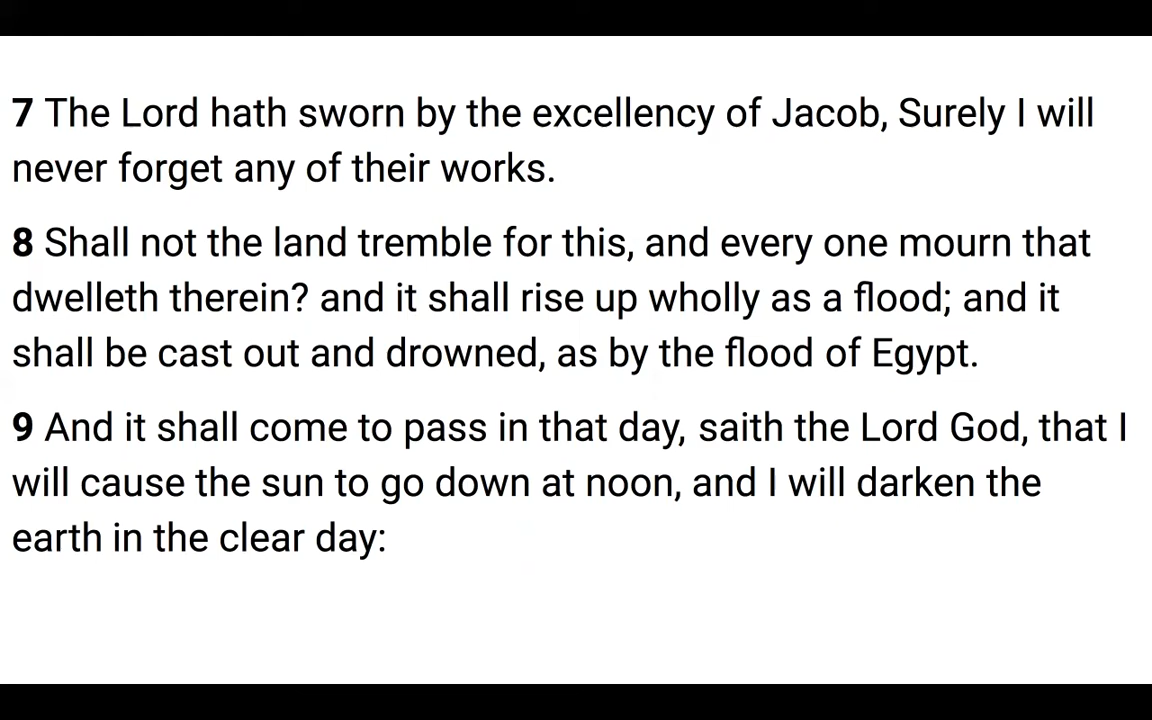 7 The Lord hath sworn by the excellency of Jacob, Surely I will
never forget any of their works.
8 Shall not the land tremble for this, and every one mourn that
dwelleth therein? and it shall rise up wholly as a flood; and it
shall be cast out and drowned, as by the flood of Egypt.
9 And it shall come to pass in that day, saith the Lord God, that I
will cause the sun to go down at noon, and I will darken the
earth in the clear day: